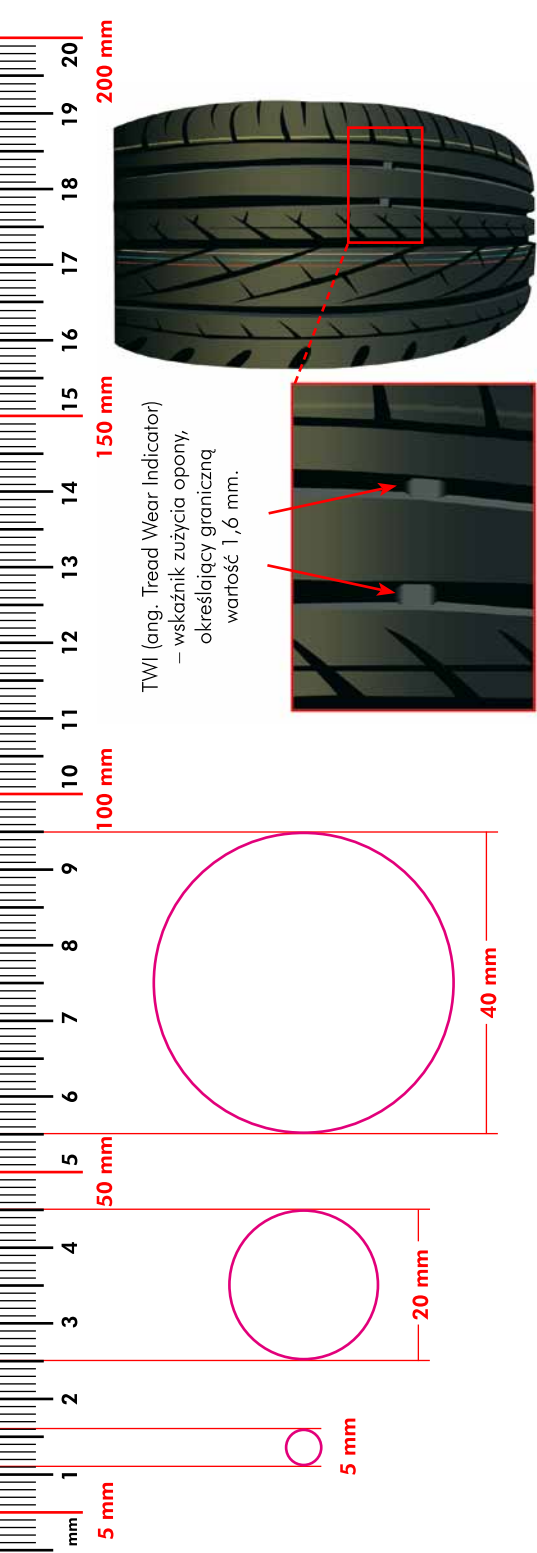 mm
5 mm
1
2
3
4
5
50 mm
6
7
8
9
10
100 mm
11
12
13
14
15
150 mm
16
17
18
19
20
200 mm
5 mm
20 mm
40 mm
TWI (ang. Tread Wear Indicator)
– wskaźnik zużycia opony,
określający graniczną
wartość 1,6 mm.